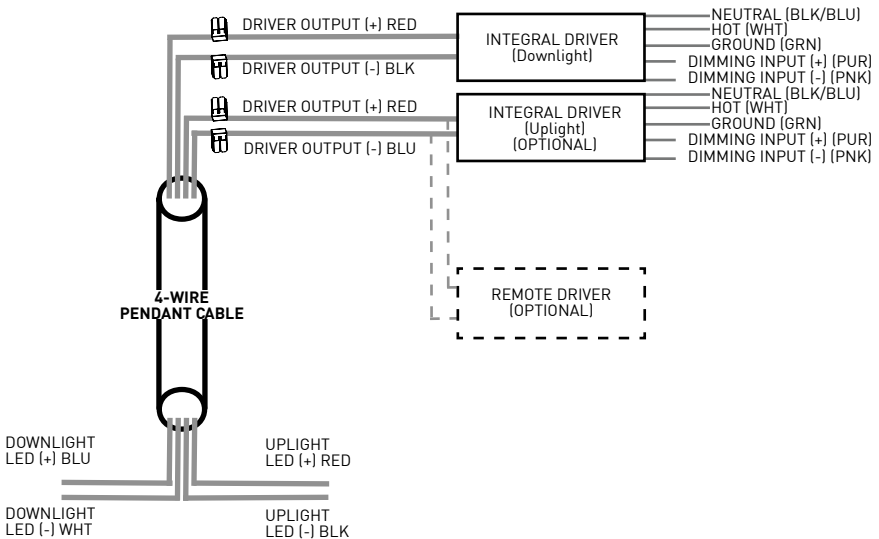 DRIVER OUTPUT (+) RED
DRIVER OUTPUT (-) BLK
DRIVER OUTPUT (+) RED
DRIVER OUTPUT (-) BLU
INTEGRAL DRIVER
(Downlight)
NEUTRAL (BLK/BLU)
HOT (WHT)
GROUND (GRN)
DIMMING INPUT (+) (PUR)
DIMMING INPUT (-) (PNK)
INTEGRAL DRIVER
(Uplight)
(OPTIONAL)
NEUTRAL (BLK/BLU)
HOT (WHT)
GROUND (GRN)
DIMMING INPUT (+) (PUR)
DIMMING INPUT (-) (PNK)
REMOTE DRIVER
(OPTIONAL)
4-WIRE
PENDANT CABLE
DOWNLIGHT
LED (+) BLU
UPLIGHT
LED (+) RED
DOWNLIGHT
LED (-) WHT
UPLIGHT
LED (-) BLK